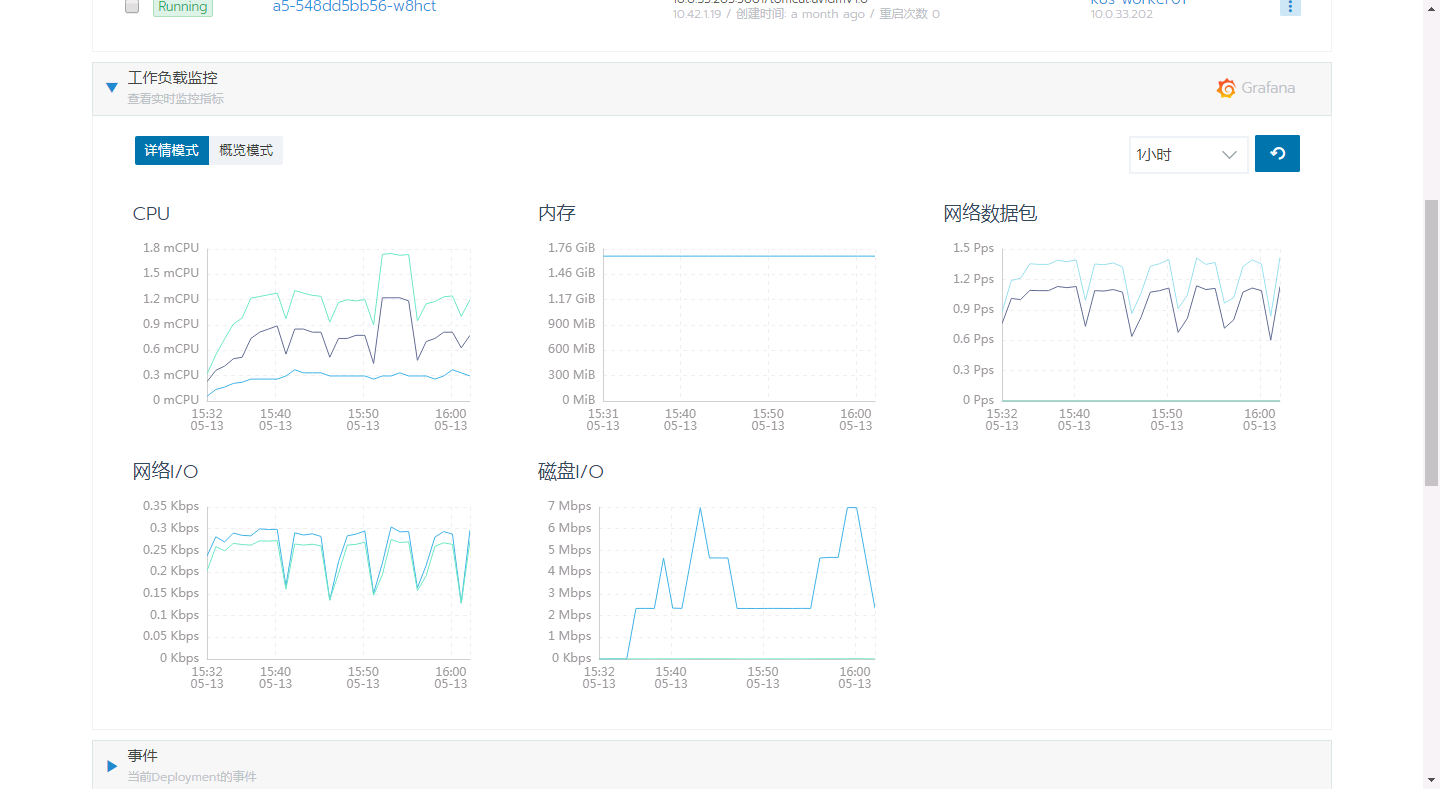 Running
a5-548dd5bb56-w8hct
10.42.1.19 / 创建时间: a month ago / 重启次数 0
10.0.33.202
工作负载监控
查看实时监控指标
Grafana
详情模式 概览模式
1小时
CPU
1.8 mCPU
1.5 mCPU
1.2 mCPU
0.9 mCPU
0.6 mCPU
0.3 mCPU
0 mCPU
15:32 15:40 15:50 16:00
05-13 05-13 05-13 05-13
内存
1.76 GiB
1.46 GiB
1.17 GiB
900 MiB
600 MiB
300 MiB
0 MiB
15:31 15:40 15:50 16:00
05-13 05-13 05-13 05-13
网络数据包
1.5 Pps
1.2 Pps
0.9 Pps
0.6 Pps
0.3 Pps
0 Pps
15:32 15:40 15:50 16:00
05-13 05-13 05-13 05-13
网络I/O
0.35 Kbps
0.3 Kbps
0.25 Kbps
0.2 Kbps
0.15 Kbps
0.1 Kbps
0.05 Kbps
0 Kbps
15:32 15:40 15:50 16:00
05-13 05-13 05-13 05-13
磁盘I/O
7 Mbps
6 Mbps
5 Mbps
4 Mbps
3 Mbps
2 Mbps
1 Mbps
0 Kbps
15:32 15:40 15:50 16:00
05-13 05-13 05-13 05-13
事件
当前Deployment的事件